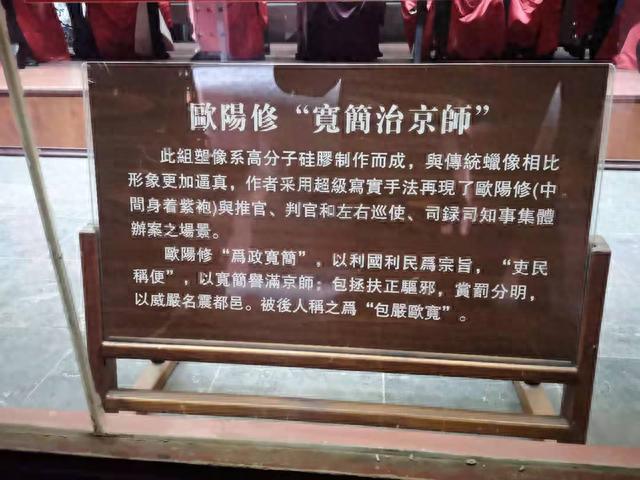 歐陽修“寬簡治京師”
此組塑像系高分子硅膠制作而成，與傳統蠟像相比
形象更加逼真，作者采用超級寫實手法再現了歐陽修(中
間身着紫袍)與推官、判官和左右巡使、司録司知事集體
辦案之場景。
歐陽修“爲政寬簡”，以利國利民爲宗旨，“吏民
稱便”，以寬簡譽滿京師；包拯扶正驅邪，賞罰分明，
以威嚴名震都邑。被後人稱之爲“包嚴歐寬”。